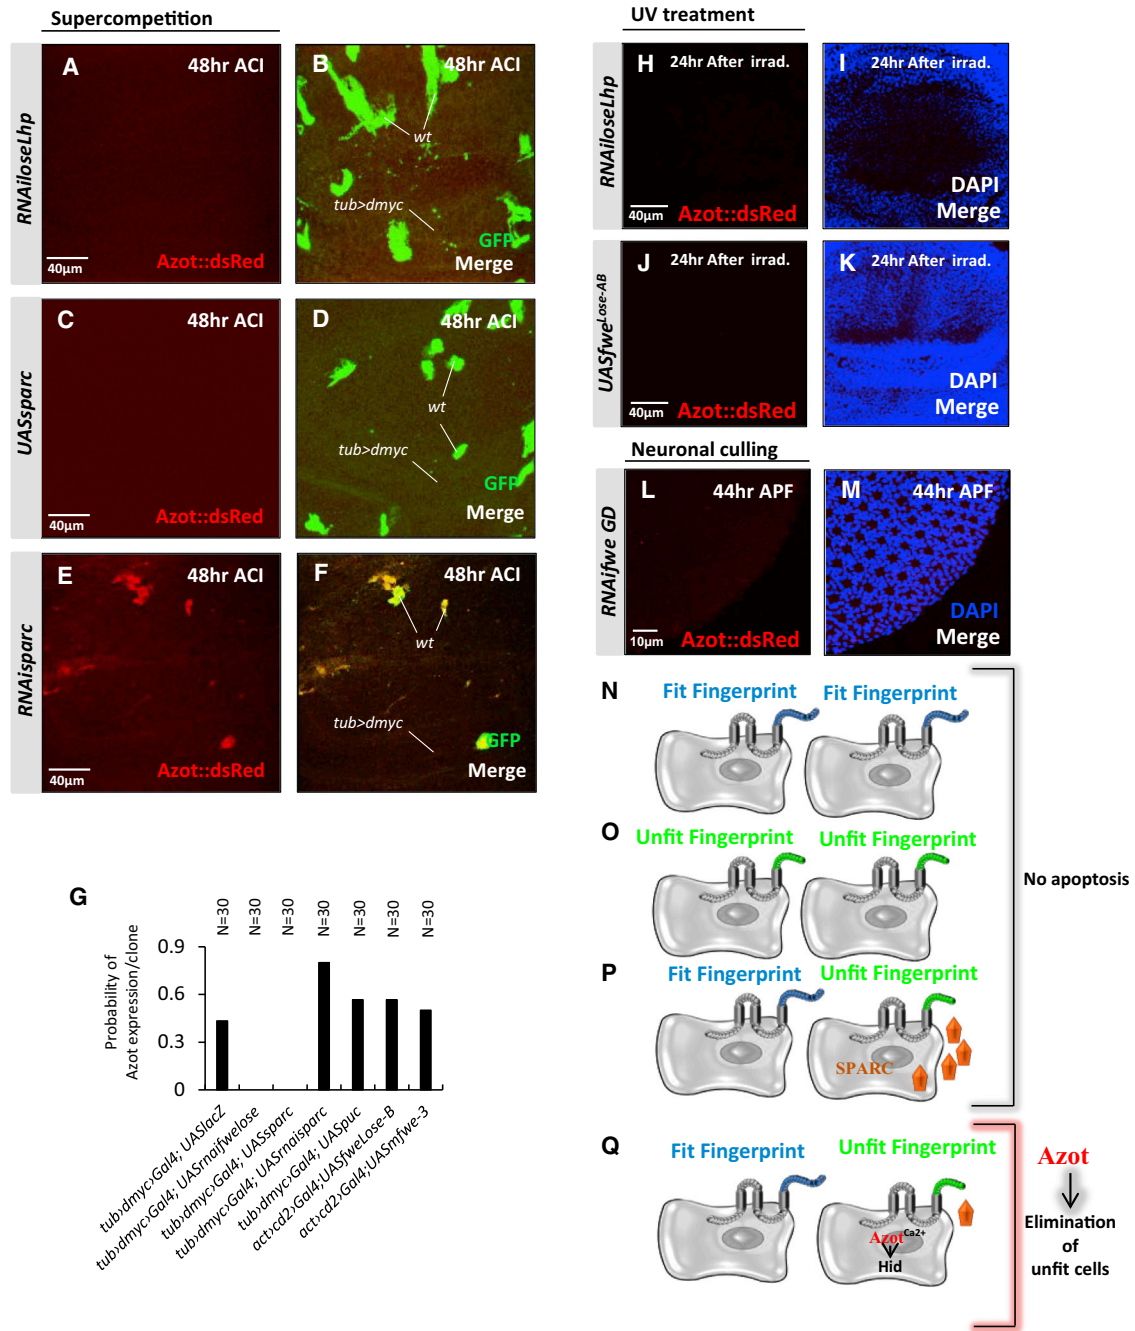 Supercompetition
RNAiloseLhp
A
48hr ACI
Azot::dsRed
40µm
B
48hr ACI
wt
tub>dmyc
GFP
Merge
UASsparc
C
48hr ACI
Azot::dsRed
40µm
D
48hr ACI
wt
tub>dmyc
GFP
Merge
RNAisparc
E
48hr ACI
Azot::dsRed
40µm
F
48hr ACI
wt
tub>dmyc
GFP
Merge
G
Probability of
Azot expression/clone
0.9
0.6
0.3
0
N=30
N=30
N=30
N=30
N=30
N=30
N=30
tub›dmyc›Gal4; UASlacZ
tub›dmyc›Gal4; UASrnaifwelose
tub›dmyc›Gal4; UASsparc
tub›dmyc›Gal4; UASrnaisparc
tub›dmyc›Gal4; UASpuc
act›cd2›Gal4;UASfweLose-B
act›cd2›Gal4;UASmfwe-3
UV treatment
RNAiloseLhp
H
24hr After irrad.
40µm
Azot::dsRed
I
24hr After irrad.
DAPI
Merge
UASfwe^Lose-AB
J
24hr After irrad.
40µm
Azot::dsRed
K
24hr After irrad.
DAPI
Merge
Neuronal culling
RNAifwe GD
L
44hr APF
10µm
Azot::dsRed
M
44hr APF
DAPI
Merge
N
Fit Fingerprint
Fit Fingerprint
O
Unfit Fingerprint
Unfit Fingerprint
P
Fit Fingerprint
Unfit Fingerprint
SPARC
No apoptosis
Q
Fit Fingerprint
Unfit Fingerprint
Azot Ca2+
Hid
Azot
Elimination
of
unfit cells